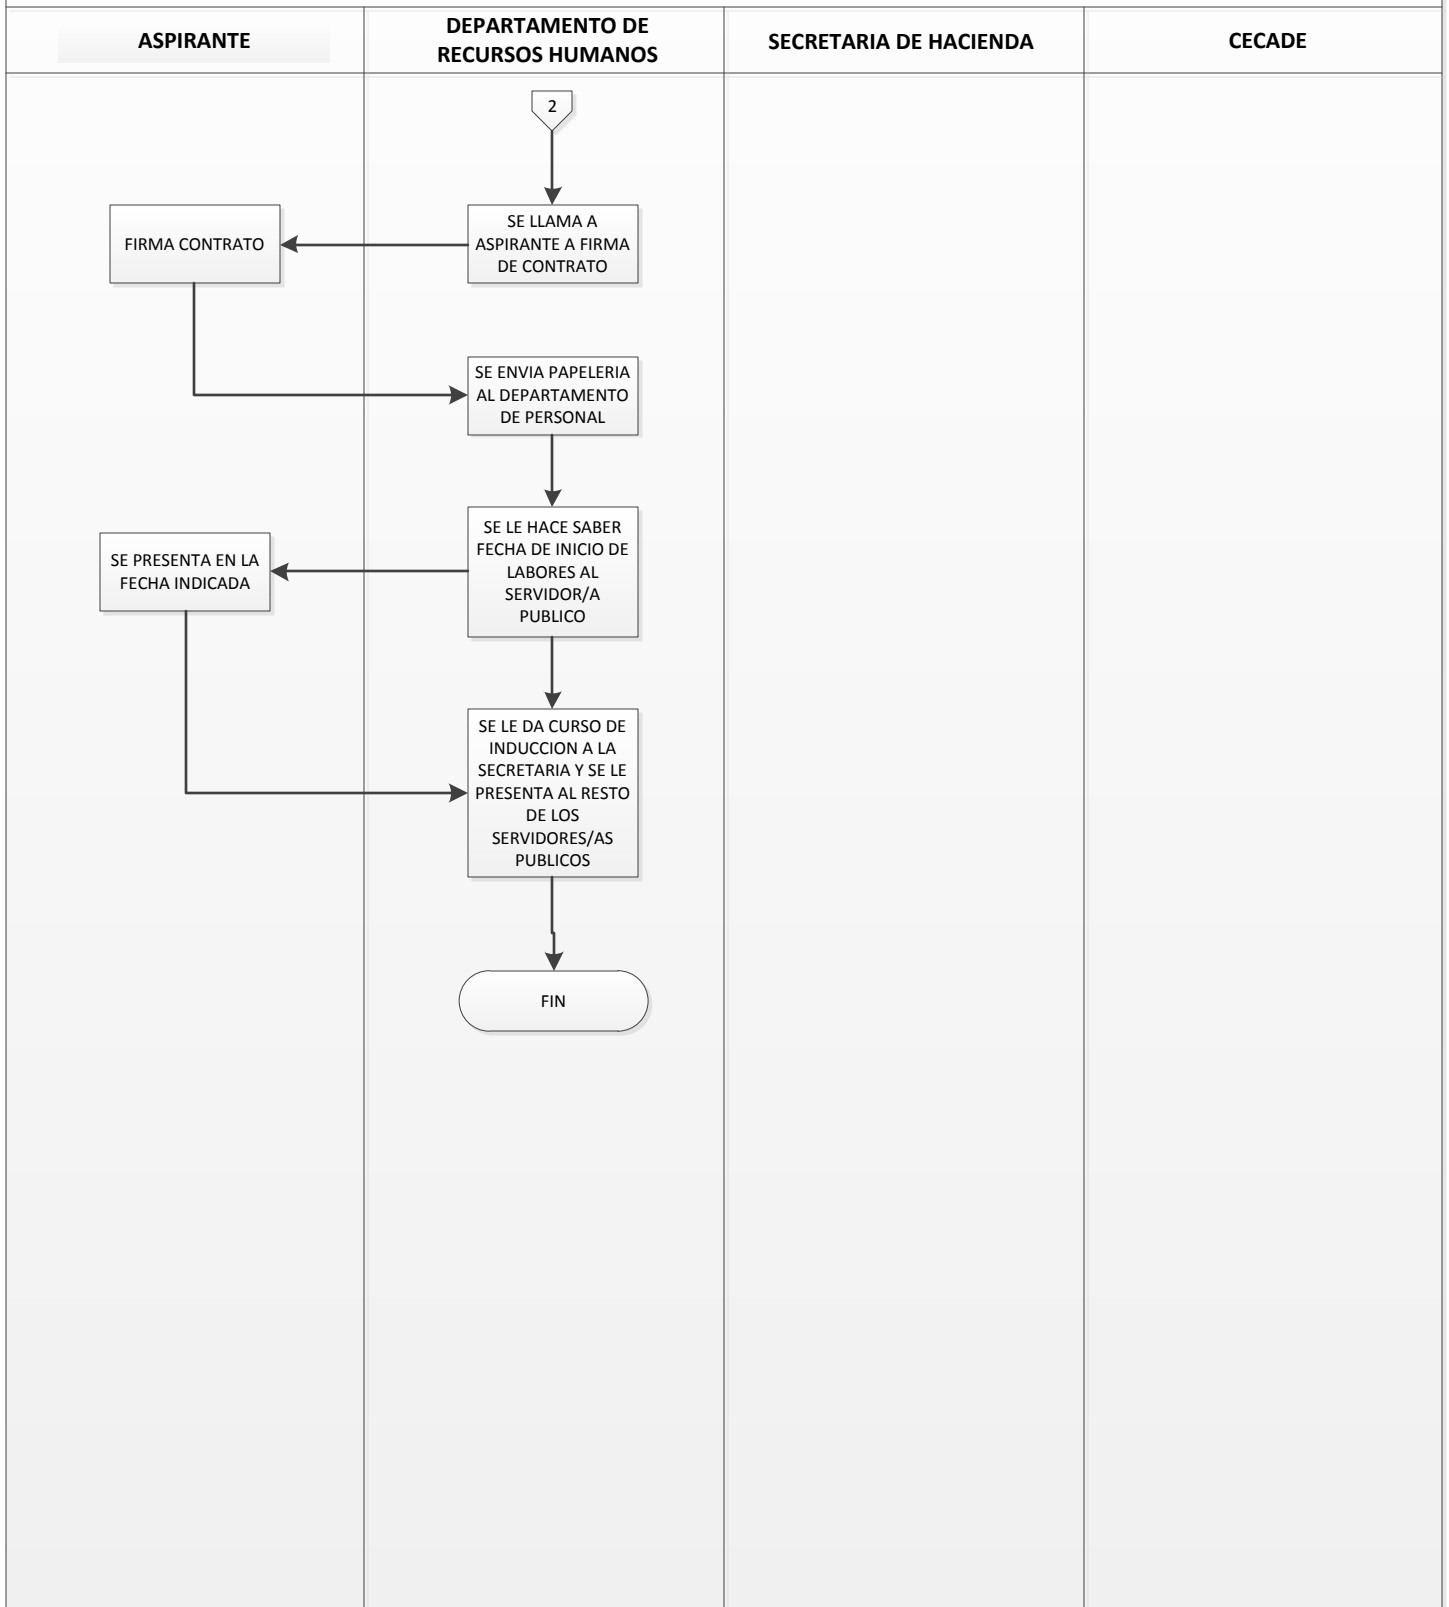 ASPIRANTE
DEPARTAMENTO DE
RECURSOS HUMANOS
SECRETARIA DE HACIENDA
CECADE
2
SE LLAMA A
ASPIRANTE A FIRMA
DE CONTRATO
FIRMA CONTRATO
SE ENVIA PAPELERIA
AL DEPARTAMENTO
DE PERSONAL
SE LE HACE SABER
FECHA DE INICIO DE
LABORES AL
SERVIDOR/A
PUBLICO
SE PRESENTA EN LA
FECHA INDICADA
SE LE DA CURSO DE
INDUCCION A LA
SECRETARIA Y SE LE
PRESENTA AL RESTO
DE LOS
SERVIDORES/AS
PUBLICOS
FIN